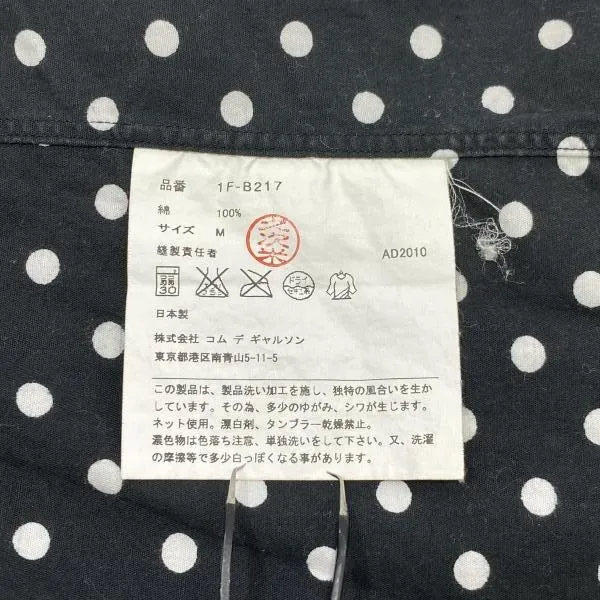 品番 1F-B217
綿 100%
サイズ M
縫製責任者
AD2010
30
日本製
株式会社 コム デ ギャルソン
東京都港区南青山5-11-5
この製品は、製品洗い加工を施し、独特の風合いを生か
しています。その為、多少のゆがみ、シワが生じます。
ネット使用。漂白剤、タンブラー乾燥禁止。
濃色物は色落ち注意、単独洗いをして下さい。又、洗濯
の摩擦等で多少白っぽくなる事が有ります。